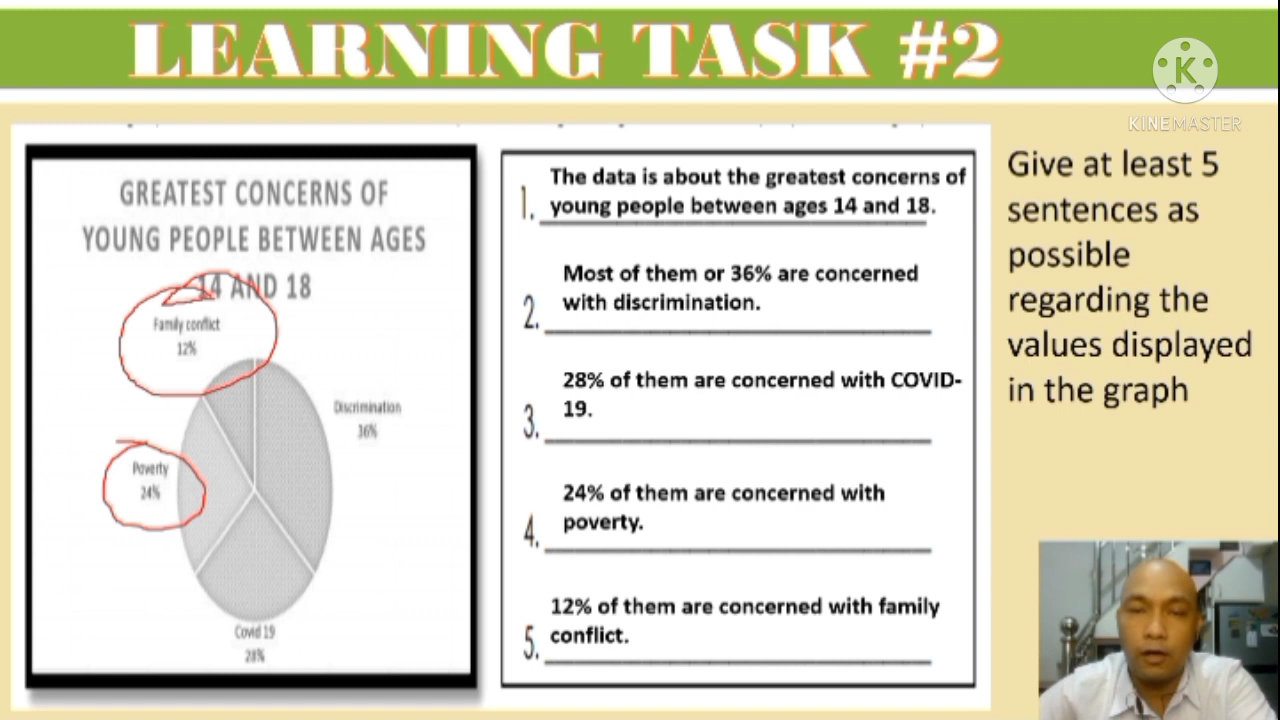 LEARNING TASK #2
KINEMASTER
GREATEST CONCERNS OF
YOUNG PEOPLE BETWEEN AGES
14 AND 18
Family conflict
12%
Discrimination
36%
Poverty
24%
Covid 19
28%
1. The data is about the greatest concerns of
young people between ages 14 and 18.
2. Most of them or 36% are concerned
with discrimination.
3. 28% of them are concerned with COVID-
19.
4. 24% of them are concerned with
poverty.
5. 12% of them are concerned with family
conflict.
Give at least 5
sentences as
possible
regarding the
values displayed
in the graph